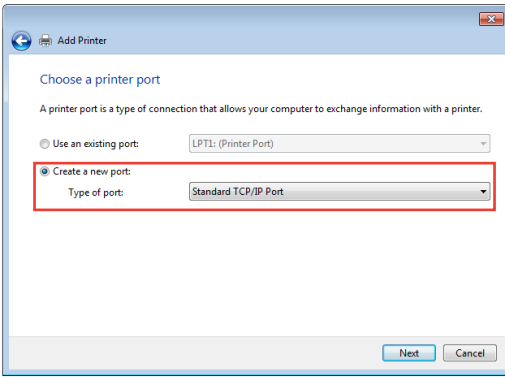 Add Printer
Choose a printer port
A printer port is a type of connection that allows your computer to exchange information with a printer.
Use an existing port: LPT1: (Printer Port)
Create a new port:
Type of port: Standard TCP/IP Port
Next Cancel